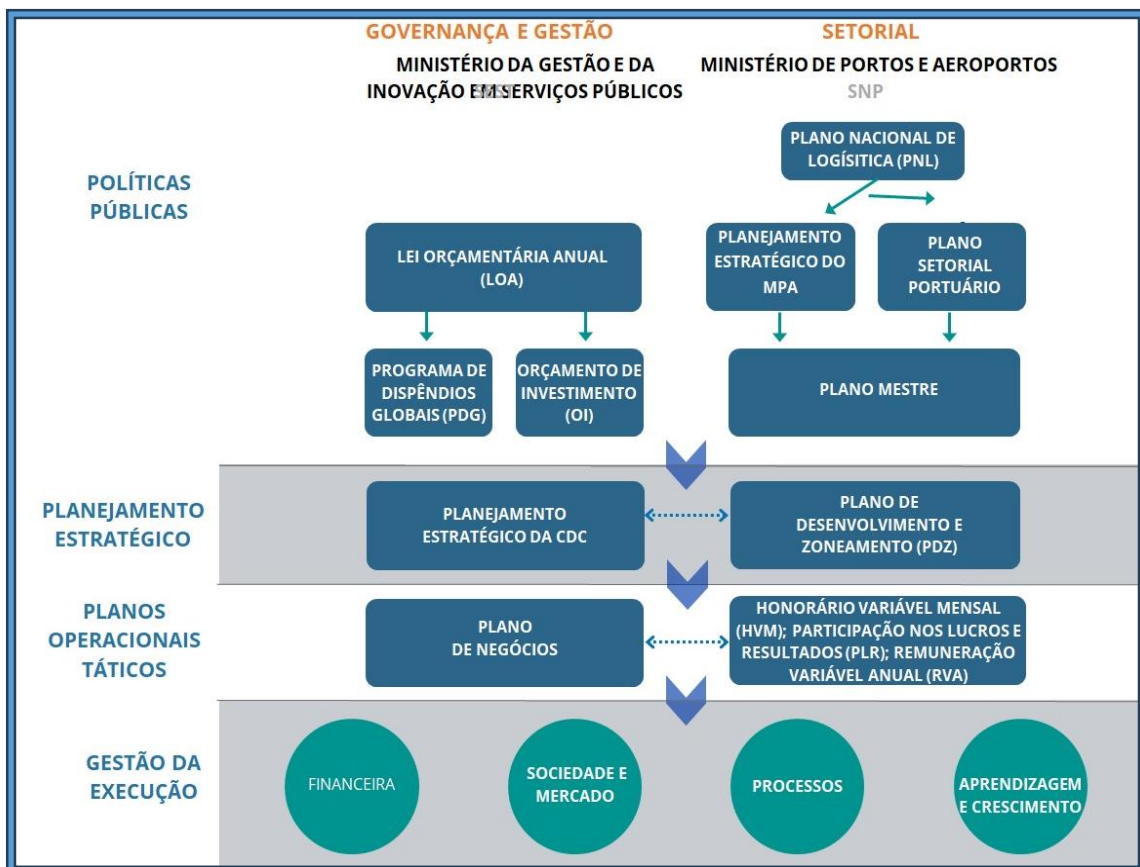 GOVERNANÇA E GESTÃO
SETORIAL
MINISTÉRIO DA GESTÃO E DA
INOVAÇÃO EM SERVIÇOS PÚBLICOS
SEST
MINISTÉRIO DE PORTOS E AEROPORTOS
SNP
POLÍTICAS
PÚBLICAS
PLANO NACIONAL DE
LOGÍSITICA (PNL)
LEI ORÇAMENTÁRIA ANUAL
(LOA)
PLANEJAMENTO
ESTRATÉGICO DO
MPA
PLANO
SETORIAL
PORTUÁRIO
PROGRAMA DE
DISPÊNDIOS
GLOBAIS (PDG)
ORÇAMENTO DE
INVESTIMENTO
(OI)
PLANO MESTRE
PLANEJAMENTO
ESTRATÉGICO
PLANEJAMENTO
ESTRATÉGICO DA CDC
PLANO DE
DESENVOLVIMENTO E
ZONEAMENTO (PDZ)
PLANOS
OPERACIONAIS
TÁTICOS
PLANO
DE NEGÓCIOS
HONORÁRIO VARIÁVEL MENSAL
(HVM); PARTICIPAÇÃO NOS LUCROS E
RESULTADOS (PLR); REMUNERAÇÃO
VARIÁVEL ANUAL (RVA)
GESTÃO DA
EXECUÇÃO
FINANCEIRA
SOCIEDADE E
MERCADO
PROCESSOS
APRENDIZAGEM
E CRESCIMENTO